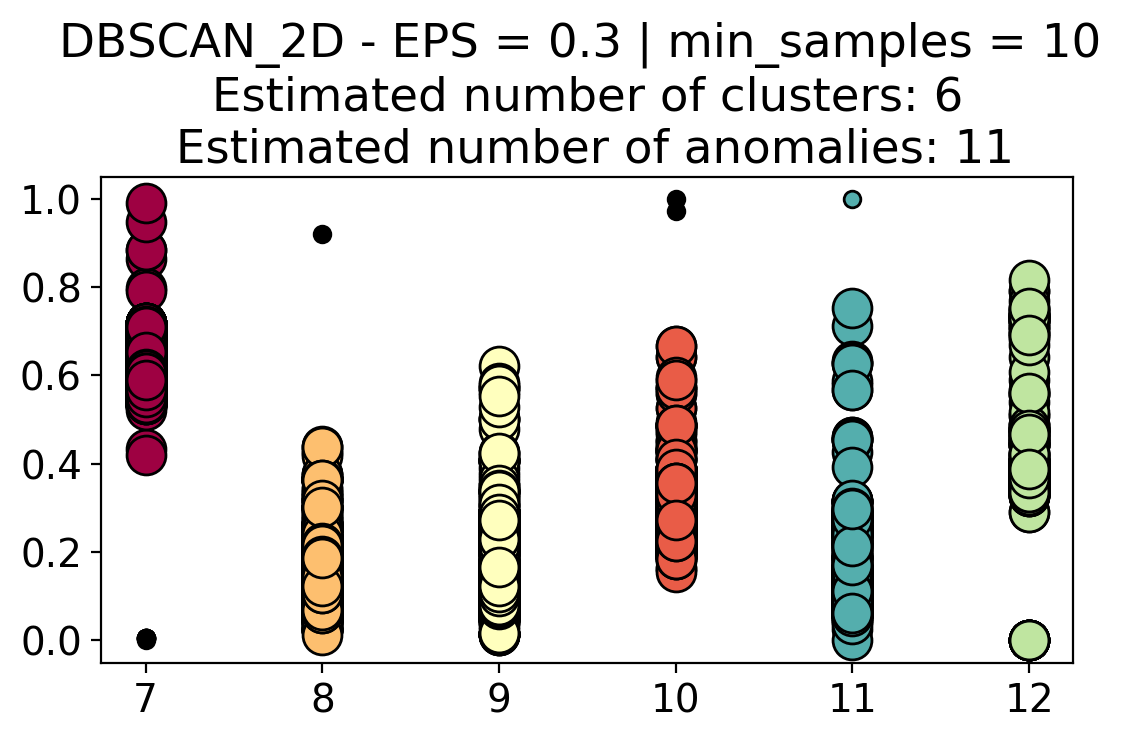 DBSCAN_2D - EPS = 0.3 | min_samples = 10
Estimated number of clusters: 6
Estimated number of anomalies: 11
1.0
0.8
0.6
0.4
0.2
0.0
7 8 9 10 11 12